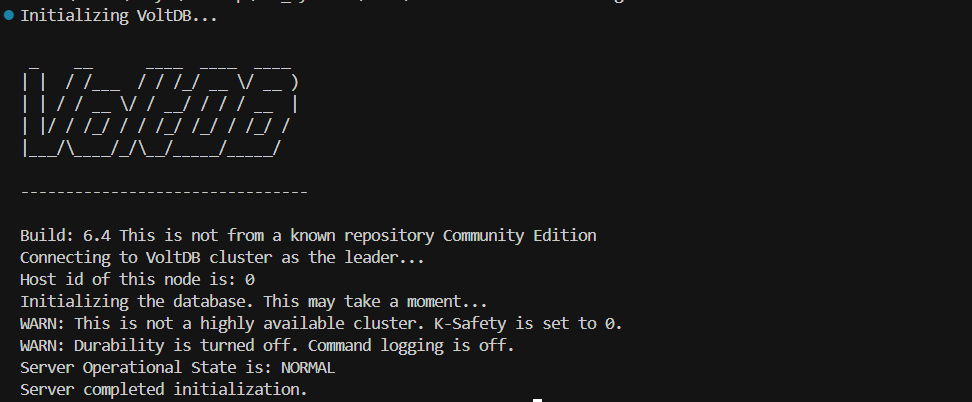 Initializing VoltDB...
VoltDB
--------------------------------
Build: 6.4 This is not from a known repository Community Edition
Connecting to VoltDB cluster as the leader...
Host id of this node is: 0
Initializing the database. This may take a moment...
WARN: This is not a highly available cluster. K-Safety is set to 0.
WARN: Durability is turned off. Command logging is off.
Server Operational State is: NORMAL
Server completed initialization.